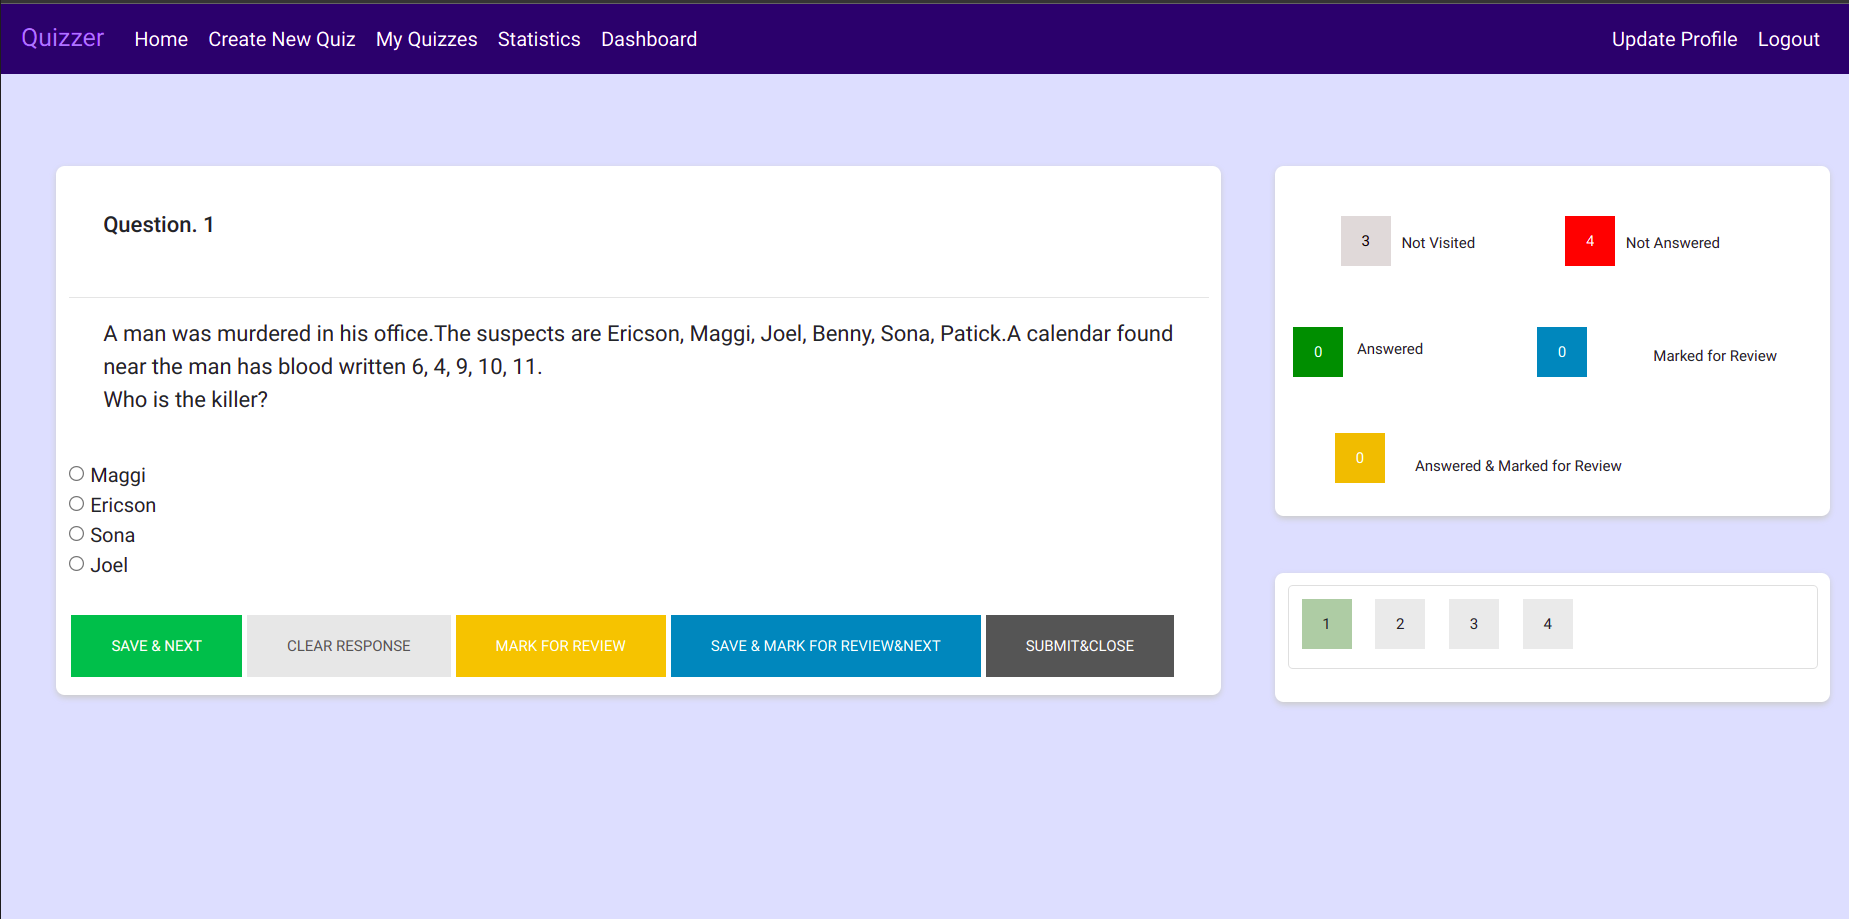 Quizzer Home Create New Quiz My Quizzes Statistics Dashboard Update Profile Logout
Question. 1
A man was murdered in his office.The suspects are Ericson, Maggi, Joel, Benny, Sona, Patick.A calendar found
near the man has blood written 6, 4, 9, 10, 11.
Who is the killer?
Maggi
Ericson
Sona
Joel
SAVE & NEXT CLEAR RESPONSE MARK FOR REVIEW SAVE & MARK FOR REVIEW&NEXT SUBMIT&CLOSE
3 Not Visited 4 Not Answered
0 Answered 0 Marked for Review
0 Answered & Marked for Review
1 2 3 4